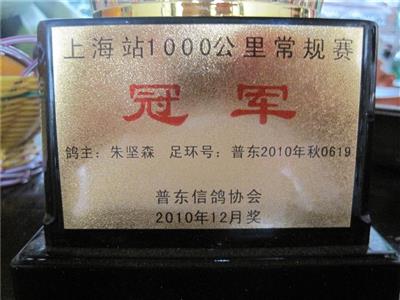 上海站1000公里常规赛
冠军
鸽主：朱坚森 足环号：普东2010年秋0619
普东信鸽协会
2010年12月奖